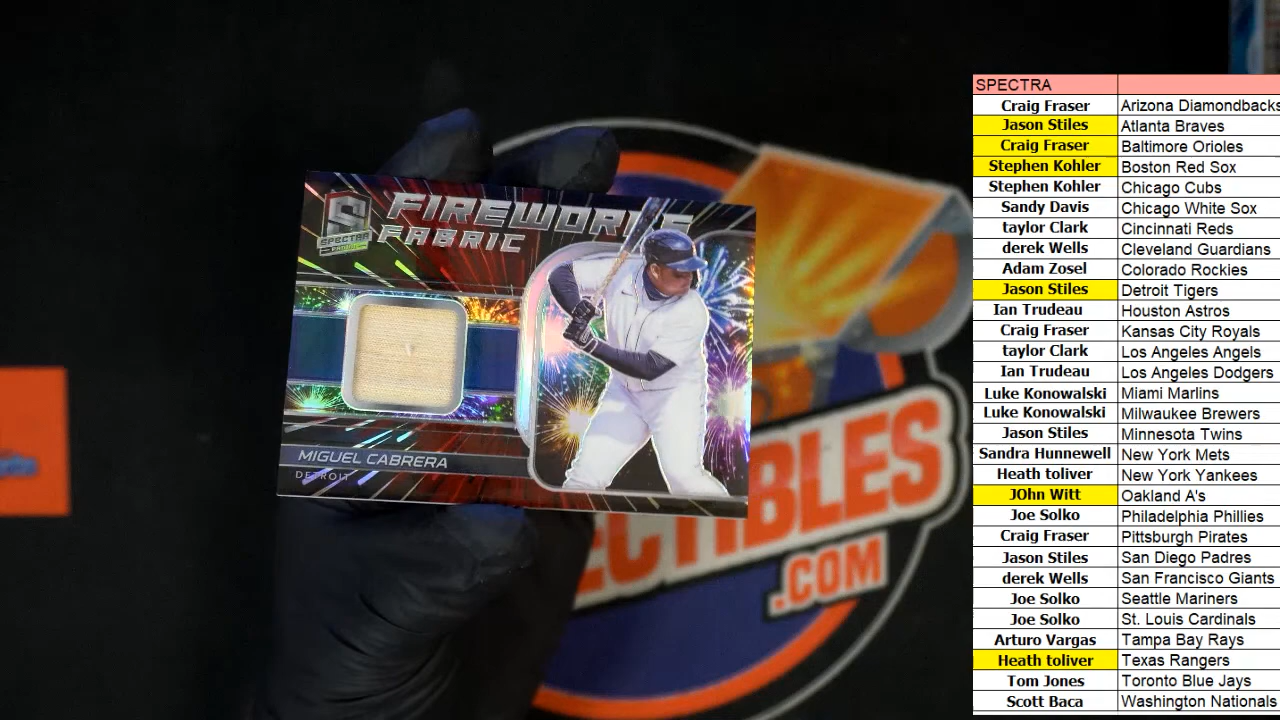 SPECTRA
Craig Fraser Arizona Diamondbacks
Jason Stiles Atlanta Braves
Craig Fraser Baltimore Orioles
Stephen Kohler Boston Red Sox
Stephen Kohler Chicago Cubs
Sandy Davis Chicago White Sox
taylor Clark Cincinnati Reds
derek Wells Cleveland Guardians
Adam Zosel Colorado Rockies
Jason Stiles Detroit Tigers
Ian Trudeau Houston Astros
Craig Fraser Kansas City Royals
taylor Clark Los Angeles Angels
Ian Trudeau Los Angeles Dodgers
Luke Konowalski Miami Marlins
Luke Konowalski Milwaukee Brewers
Jason Stiles Minnesota Twins
Sandra Hunnewell New York Mets
Heath toliver New York Yankees
JOhn Witt Oakland A's
Joe Solko Philadelphia Phillies
Craig Fraser Pittsburgh Pirates
Jason Stiles San Diego Padres
derek Wells San Francisco Giants
Joe Solko Seattle Mariners
Joe Solko St. Louis Cardinals
Arturo Vargas Tampa Bay Rays
Heath toliver Texas Rangers
Tom Jones Toronto Blue Jays
Scott Baca Washington Nationals
S
SPECTRA
FIREWORKS
FABRIC
MIGUEL CABRERA
DETROIT
ECTIBLES
.COM